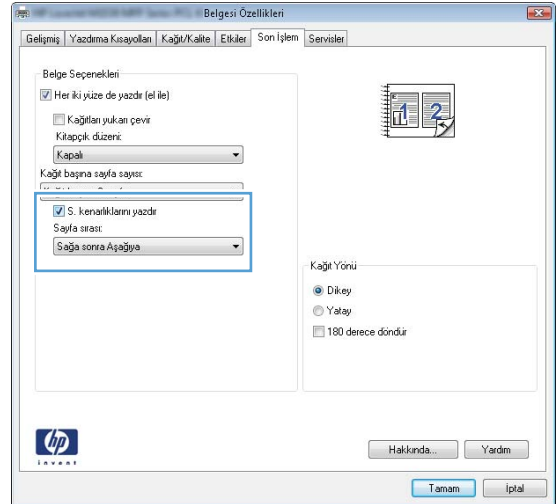 Belgesi Özellikleri
Gelişmiş
Yazdırma Kısayolları
Kağıt/Kalite
Etkiler
Son İşlem
Servisler
Belge Seçenekleri
Her iki yüze de yazdır (el ile)
Kağıtları yukarı çevir
Kitapçık düzeni:
Kapalı
Kağıt başına sayfa sayısı:
S. kenarlıklarını yazdır
Sayfa sırası:
Sağa sonra Aşağıya
1 2
Kağıt Yönü
Dikey
Yatay
180 derece döndür
hp
invent
Hakkında...
Yardım
Tamam
İptal